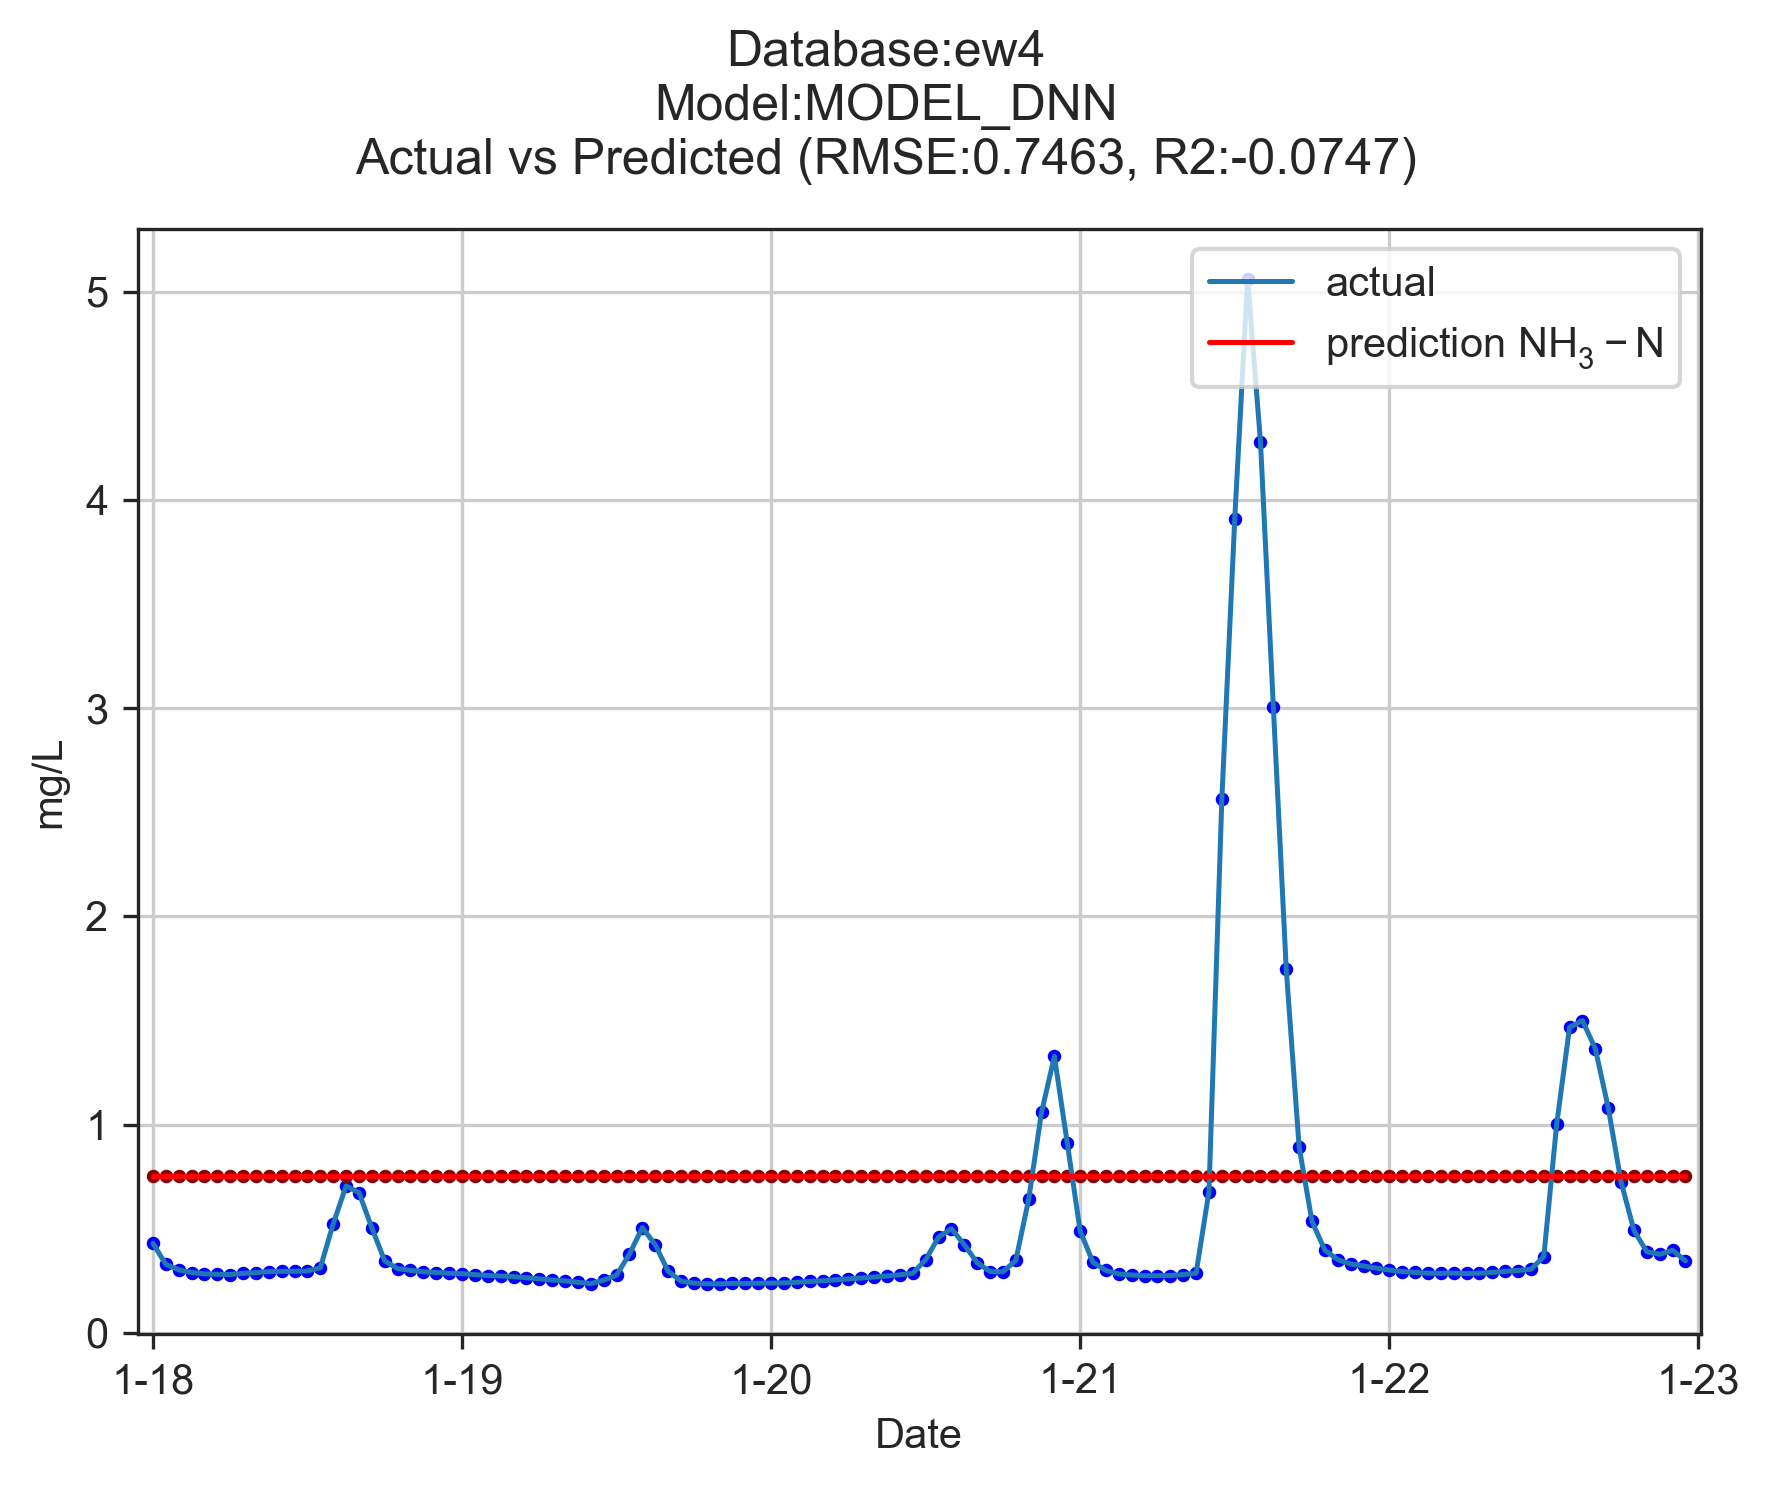 Database:ew4
Model:MODEL_DNN
Actual vs Predicted (RMSE:0.7463, R2:-0.0747)
actual
prediction NH₃ − N
5
4
3
2
1
0
mg/L
1-18 1-19 1-20 1-21 1-22 1-23
Date